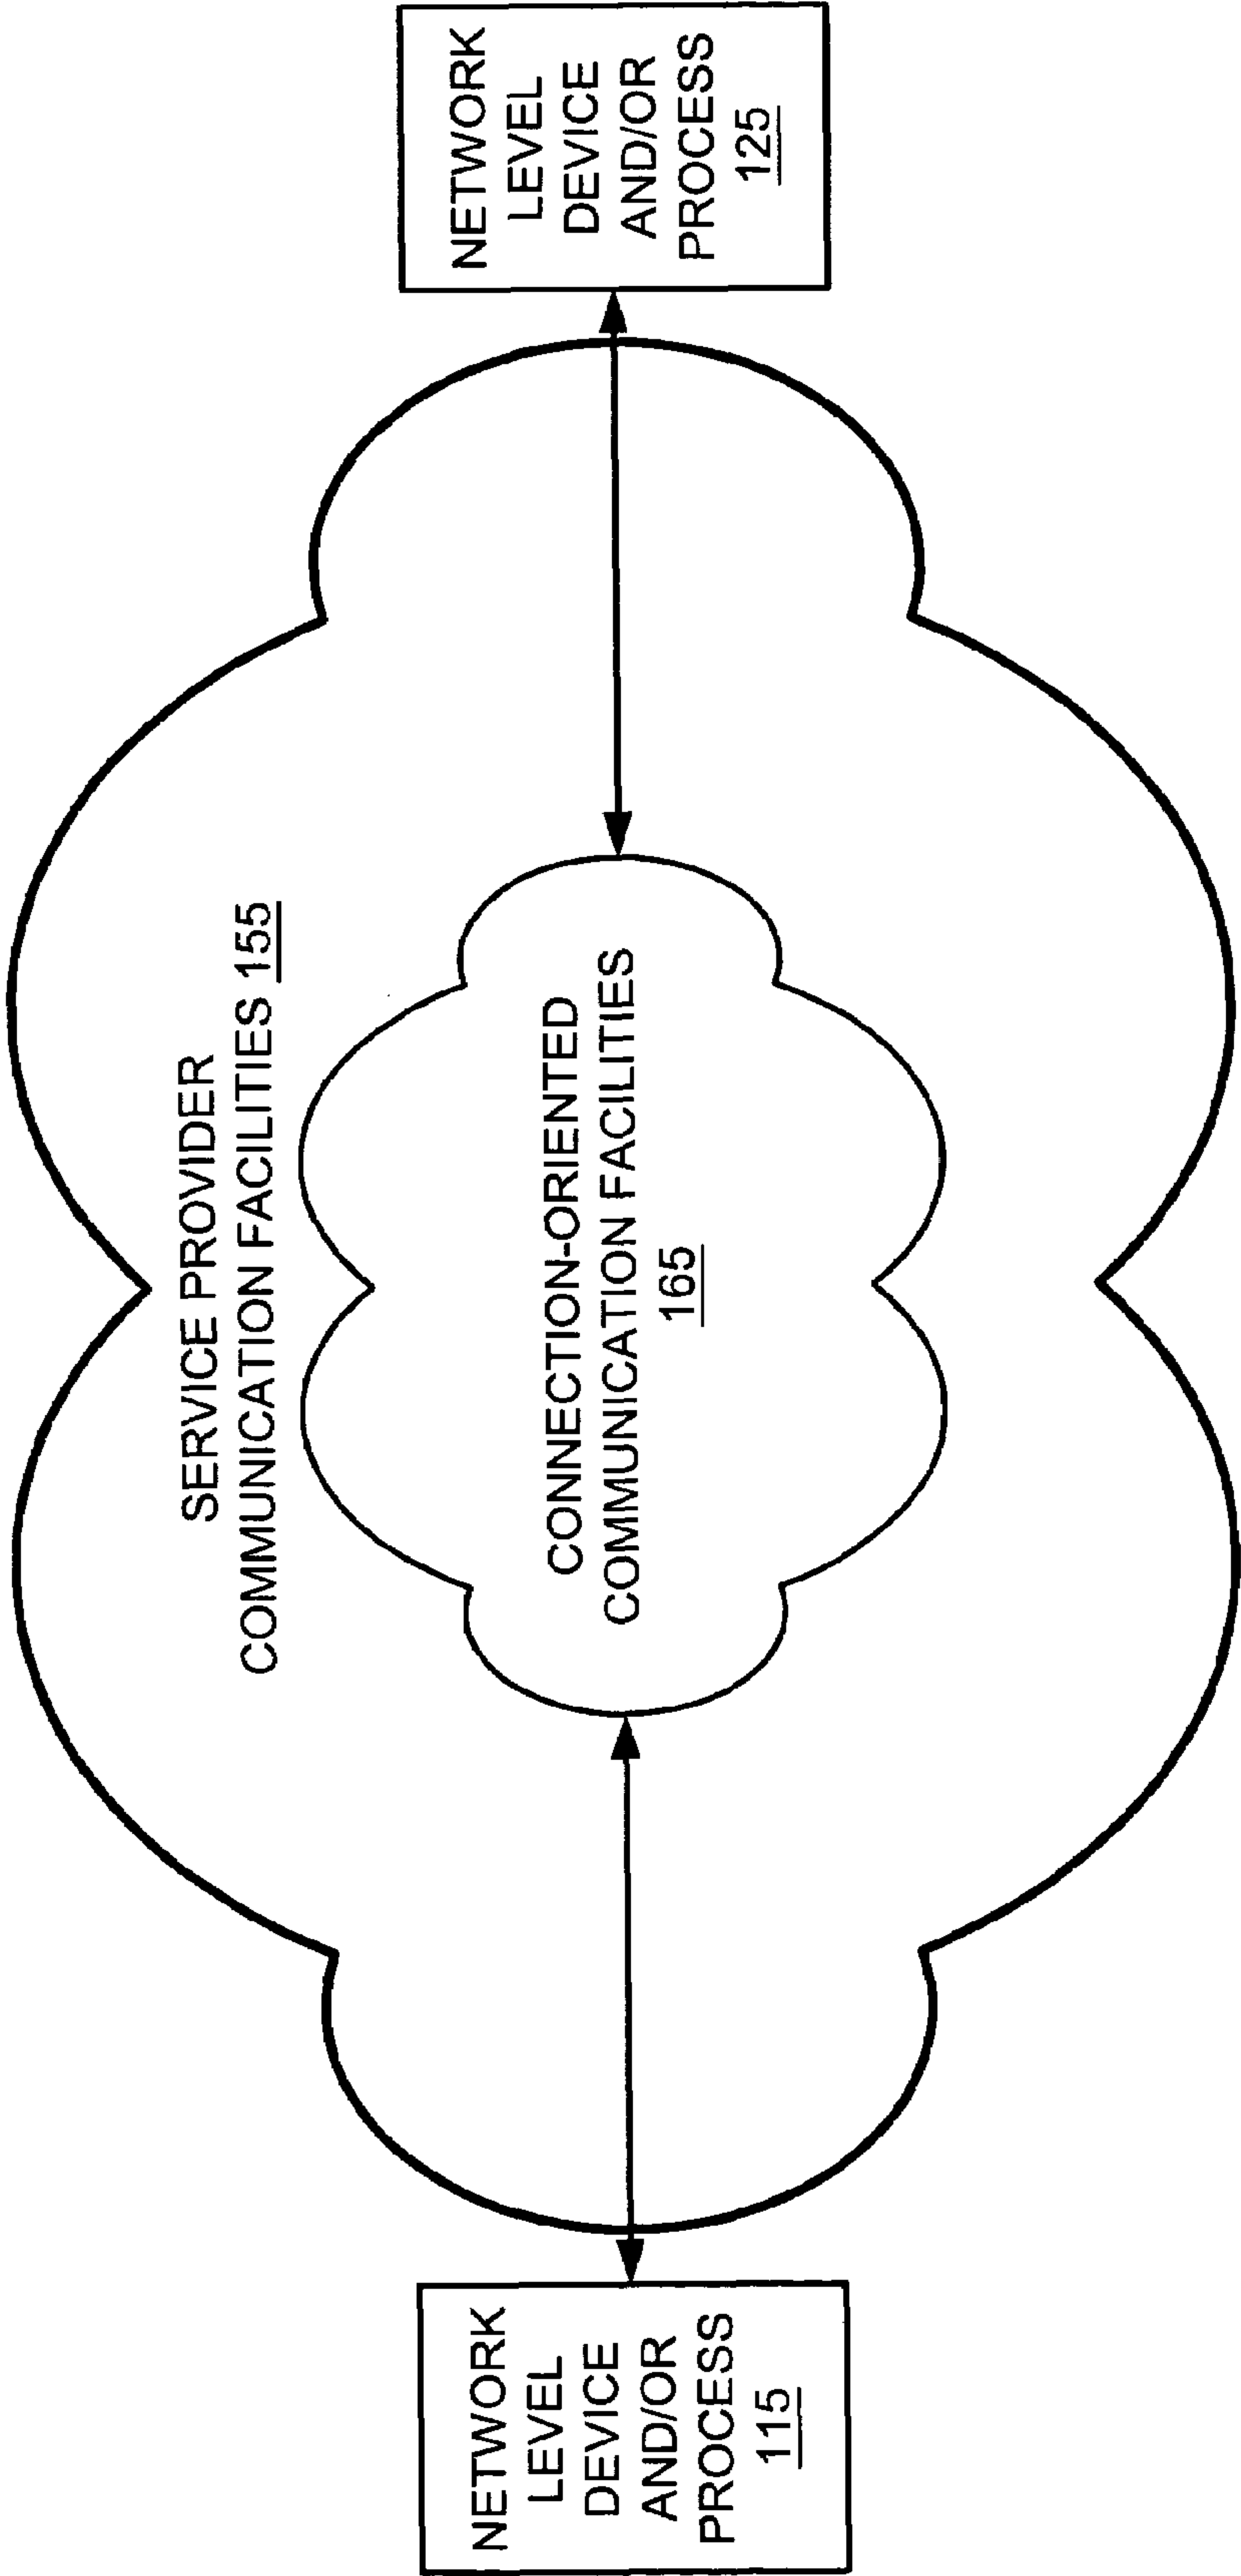 SERVICE PROVIDER
COMMUNICATION FACILITIES 155
NETWORK
LEVEL
DEVICE
AND/OR
PROCESS
115
CONNECTION-ORIENTED
COMMUNICATION FACILITIES
165
NETWORK
LEVEL
DEVICE
AND/OR
PROCESS
125